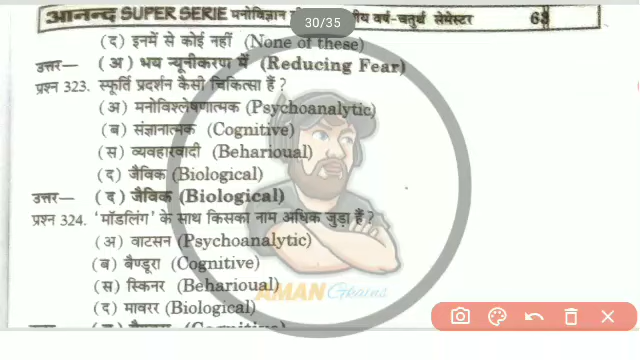 आनन्द SUPER SERIE मनोविज्ञान
30/35
वर्ष-चतुर्थ सेमेस्टर
(द) इनमें से कोई नहीं (None of these)
उत्तर— (अ) भय न्यूनीकरण में (Reducing Fear)
प्रश्न 323. स्फूर्ति प्रदर्शन कैसी चिकित्सा हैं ?
(अ) मनोविश्लेषणात्मक (Psychoanalytic)
(ब) संज्ञानात्मक (Cognitive)
(स) व्यवहारवादी (Beharioual)
(द) जैविक (Biological)
उत्तर— (द) जैविक (Biological)
प्रश्न 324. 'मॉडलिंग' के साथ किसका नाम अधिक जुड़ा हैं ?
(अ) वाटसन (Psychoanalytic)
(ब) बैण्डूरा (Cognitive)
(स) स्किनर (Beharioual)
(द) मावरर (Biological)
AMAN Grains